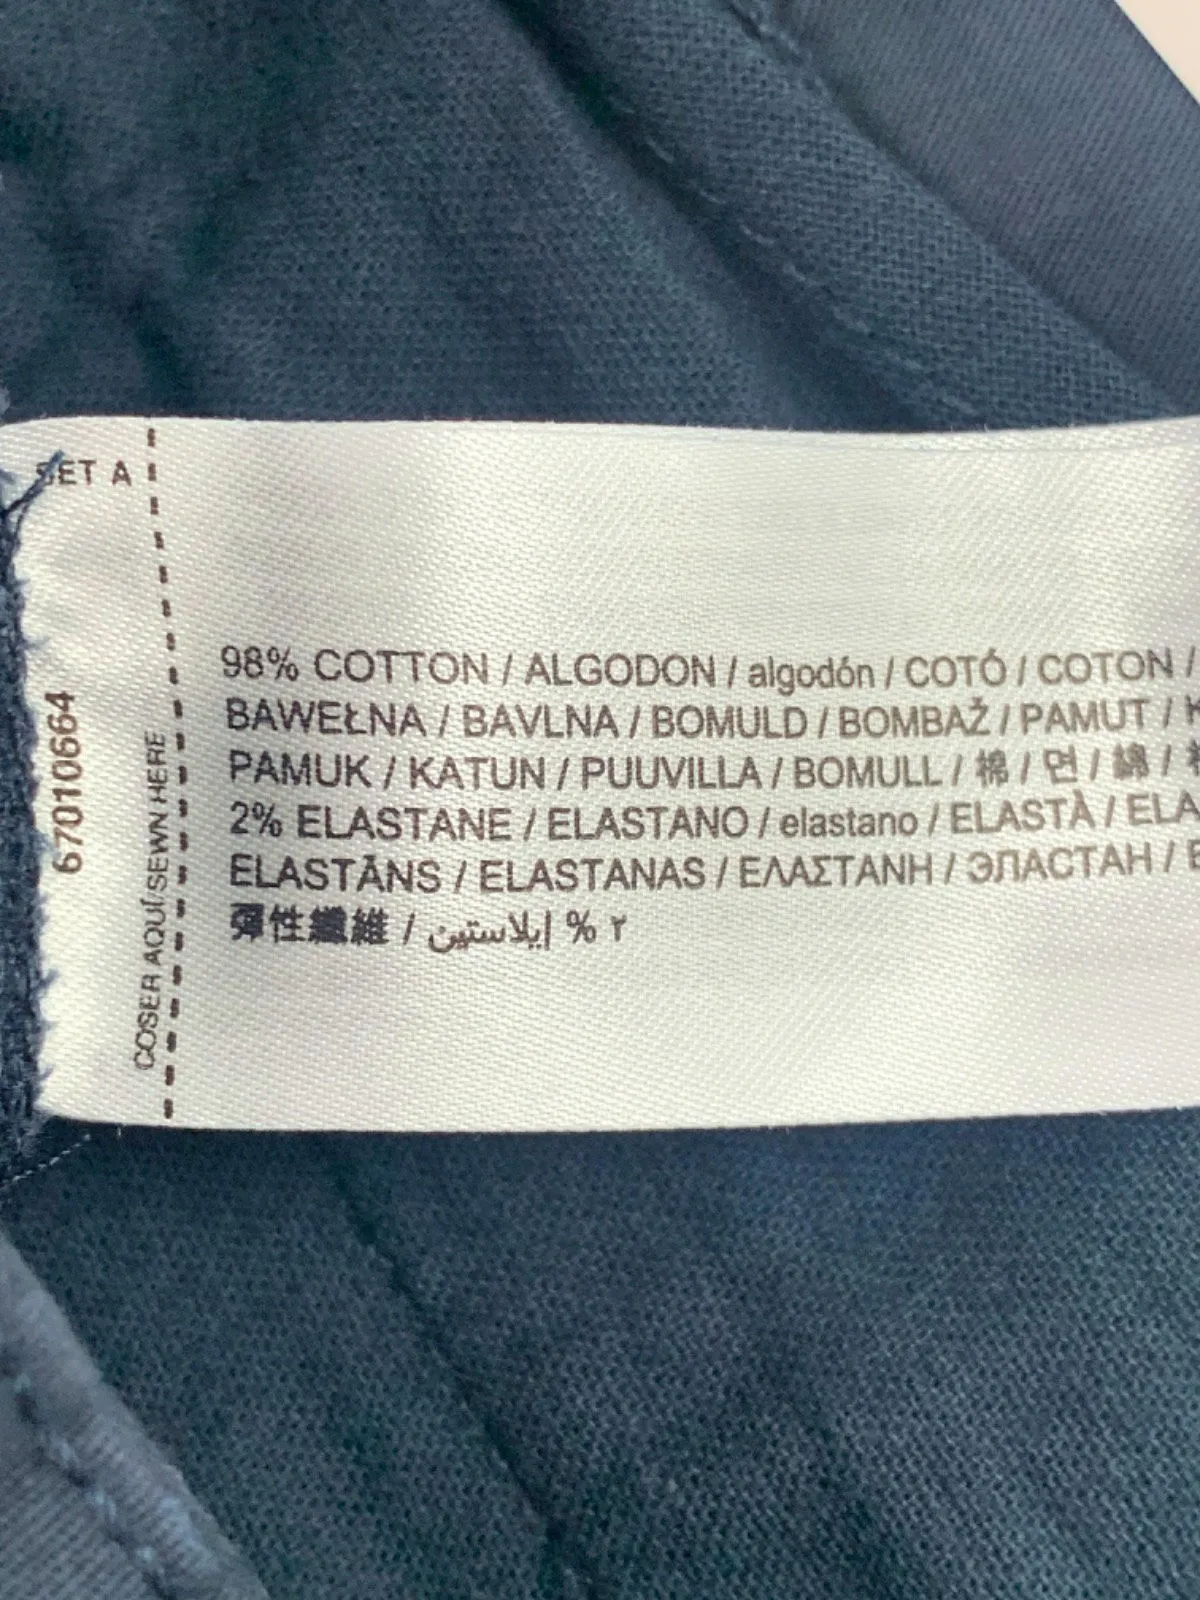 SET A
67010664
COSER AQUÍ/SEWN HERE
98% COTTON / ALGODON / algodón / COTÓ / COTON /
BAWEŁNA / BAVLNA / BOMULD / BOMBAŽ / PAMUT /
PAMUK / KATUN / PUUVILLA / BOMULL / 棉 / 면 / 綿 /
2% ELASTANE / ELASTANO / elastano / ELASTÀ / ELA
ELASTĀNS / ELASTANAS / ΕΛΑΣΤΑΝΗ / ЭЛАСТАН / E
彈性纖維 / ٢ % إيلاستين